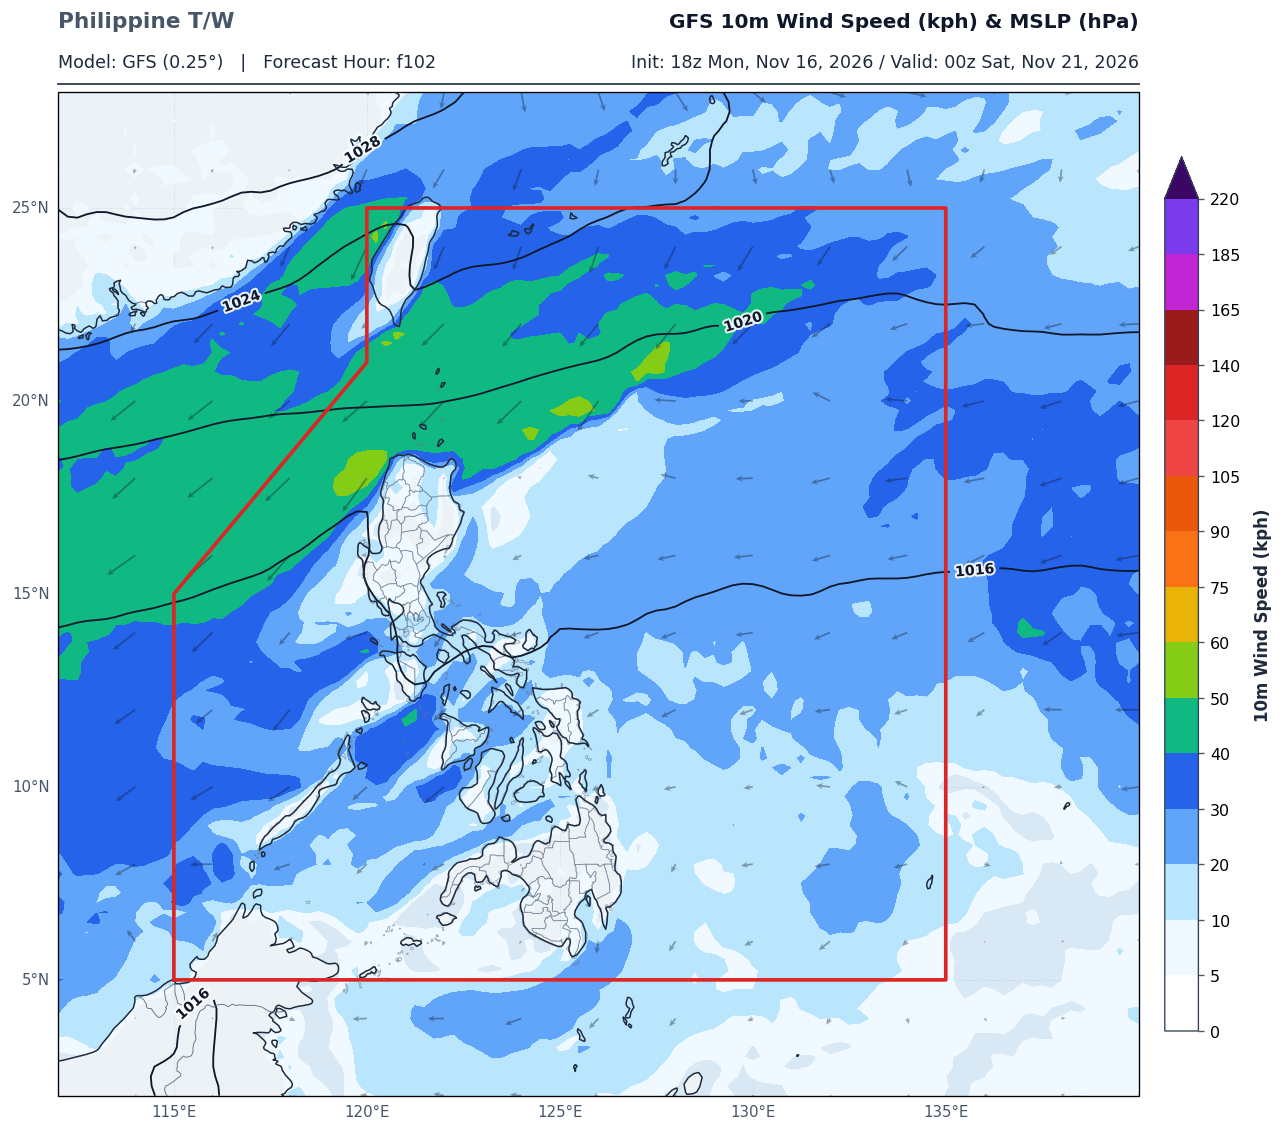 Philippine T/W
GFS 10m Wind Speed (kph) & MSLP (hPa)
Model: GFS (0.25°) | Forecast Hour: f102
Init: 18z Mon, Nov 16, 2026 / Valid: 00z Sat, Nov 21, 2026
1028
1024
1020
1016
1016
25°N
20°N
15°N
10°N
5°N
115°E
120°E
125°E
130°E
135°E
220
185
165
140
120
105
90
75
60
50
40
30
20
10
5
0
10m Wind Speed (kph)